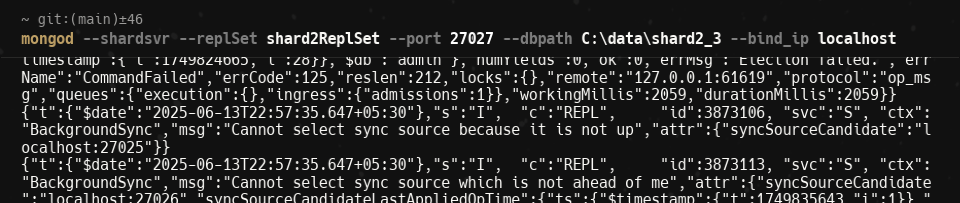 ~ git:(main)±46
mongod --shardsvr --replSet shard2ReplSet --port 27027 --dbpath C:\data\shard2_3 --bind_ip localhost
timestamp":{"t":1749824665,"i":28}},"$db":"admin"},"numYields":0,"ok":0,"errMsg":"Election failed.","err
Name":"CommandFailed","errCode":125,"reslen":212,"locks":{},"remote":"127.0.0.1:61619","protocol":"op_ms
g","queues":{"execution":{},"ingress":{"admissions":1}},"workingMillis":2059,"durationMillis":2059}}
{"t":{"$date":"2025-06-13T22:57:35.647+05:30"},"s":"I",  "c":"REPL",     "id":3873106, "svc":"S", "ctx":
"BackgroundSync","msg":"Cannot select sync source because it is not up","attr":{"syncSourceCandidate":"l
ocalhost:27025"}}
{"t":{"$date":"2025-06-13T22:57:35.647+05:30"},"s":"I",  "c":"REPL",     "id":3873113, "svc":"S", "ctx":
"BackgroundSync","msg":"Cannot select sync source which is not ahead of me","attr":{"syncSourceCandidate
":"localhost:27026","syncSourceCandidateLastAppliedOpTime":{"ts":{"$timestamp":{"t":1749835643,"i":1}},"